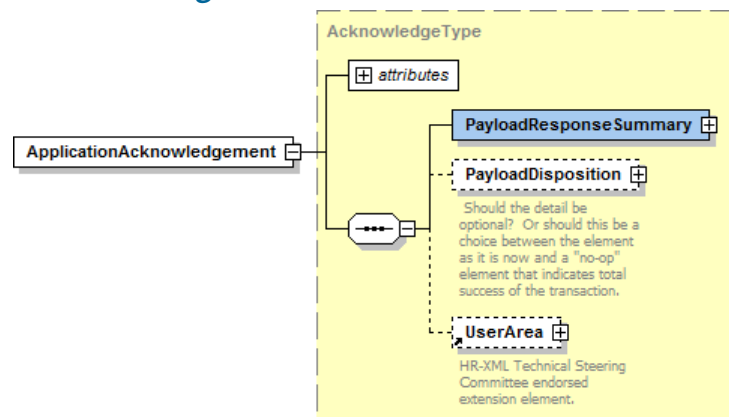 AcknowledgeType
attributes
PayloadResponseSummary
ApplicationAcknowledgement
PayloadDisposition
Should the detail be
optional? Or should this be a
choice between the element
as it is now and a "no-op"
element that indicates total
success of the transaction.
UserArea
HR-XML Technical Steering
Committee endorsed
extension element.